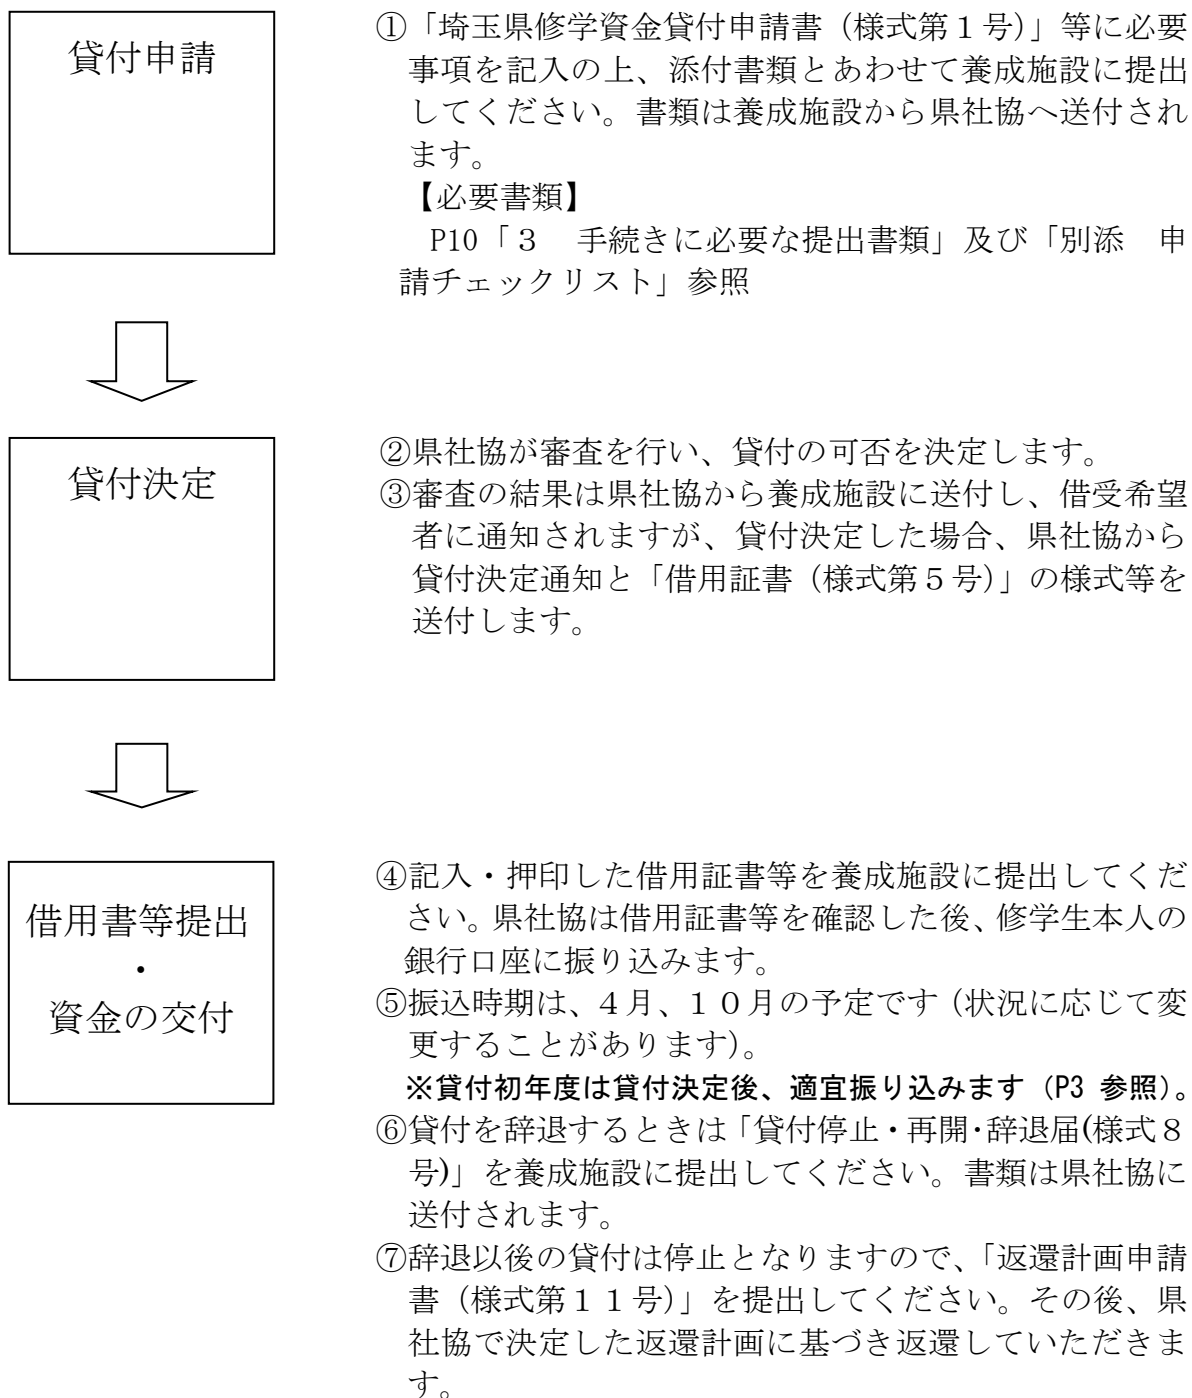 貸付申請
①「埼玉県修学資金貸付申請書（様式第１号）」等に必要
事項を記入の上、添付書類とあわせて養成施設に提出
してください。書類は養成施設から県社協へ送付され
ます。
【必要書類】
P10「３　手続きに必要な提出書類」及び「別添　申
請チェックリスト」参照
貸付決定
②県社協が審査を行い、貸付の可否を決定します。
③審査の結果は県社協から養成施設に送付し、借受希望
者に通知されますが、貸付決定した場合、県社協から
貸付決定通知と「借用証書（様式第５号）」の様式等を
送付します。
借用書等提出
・
資金の交付
④記入・押印した借用証書等を養成施設に提出してくだ
さい。県社協は借用証書等を確認した後、修学生本人の
銀行口座に振り込みます。
⑤振込時期は、４月、１０月の予定です（状況に応じて変
更することがあります）。
※貸付初年度は貸付決定後、適宜振り込みます（P3 参照）。
⑥貸付を辞退するときは「貸付停止・再開・辞退届(様式８
号)」を養成施設に提出してください。書類は県社協に
送付されます。
⑦辞退以後の貸付は停止となりますので、「返還計画申請
書（様式第１１号）」を提出してください。その後、県
社協で決定した返還計画に基づき返還していただきま
す。